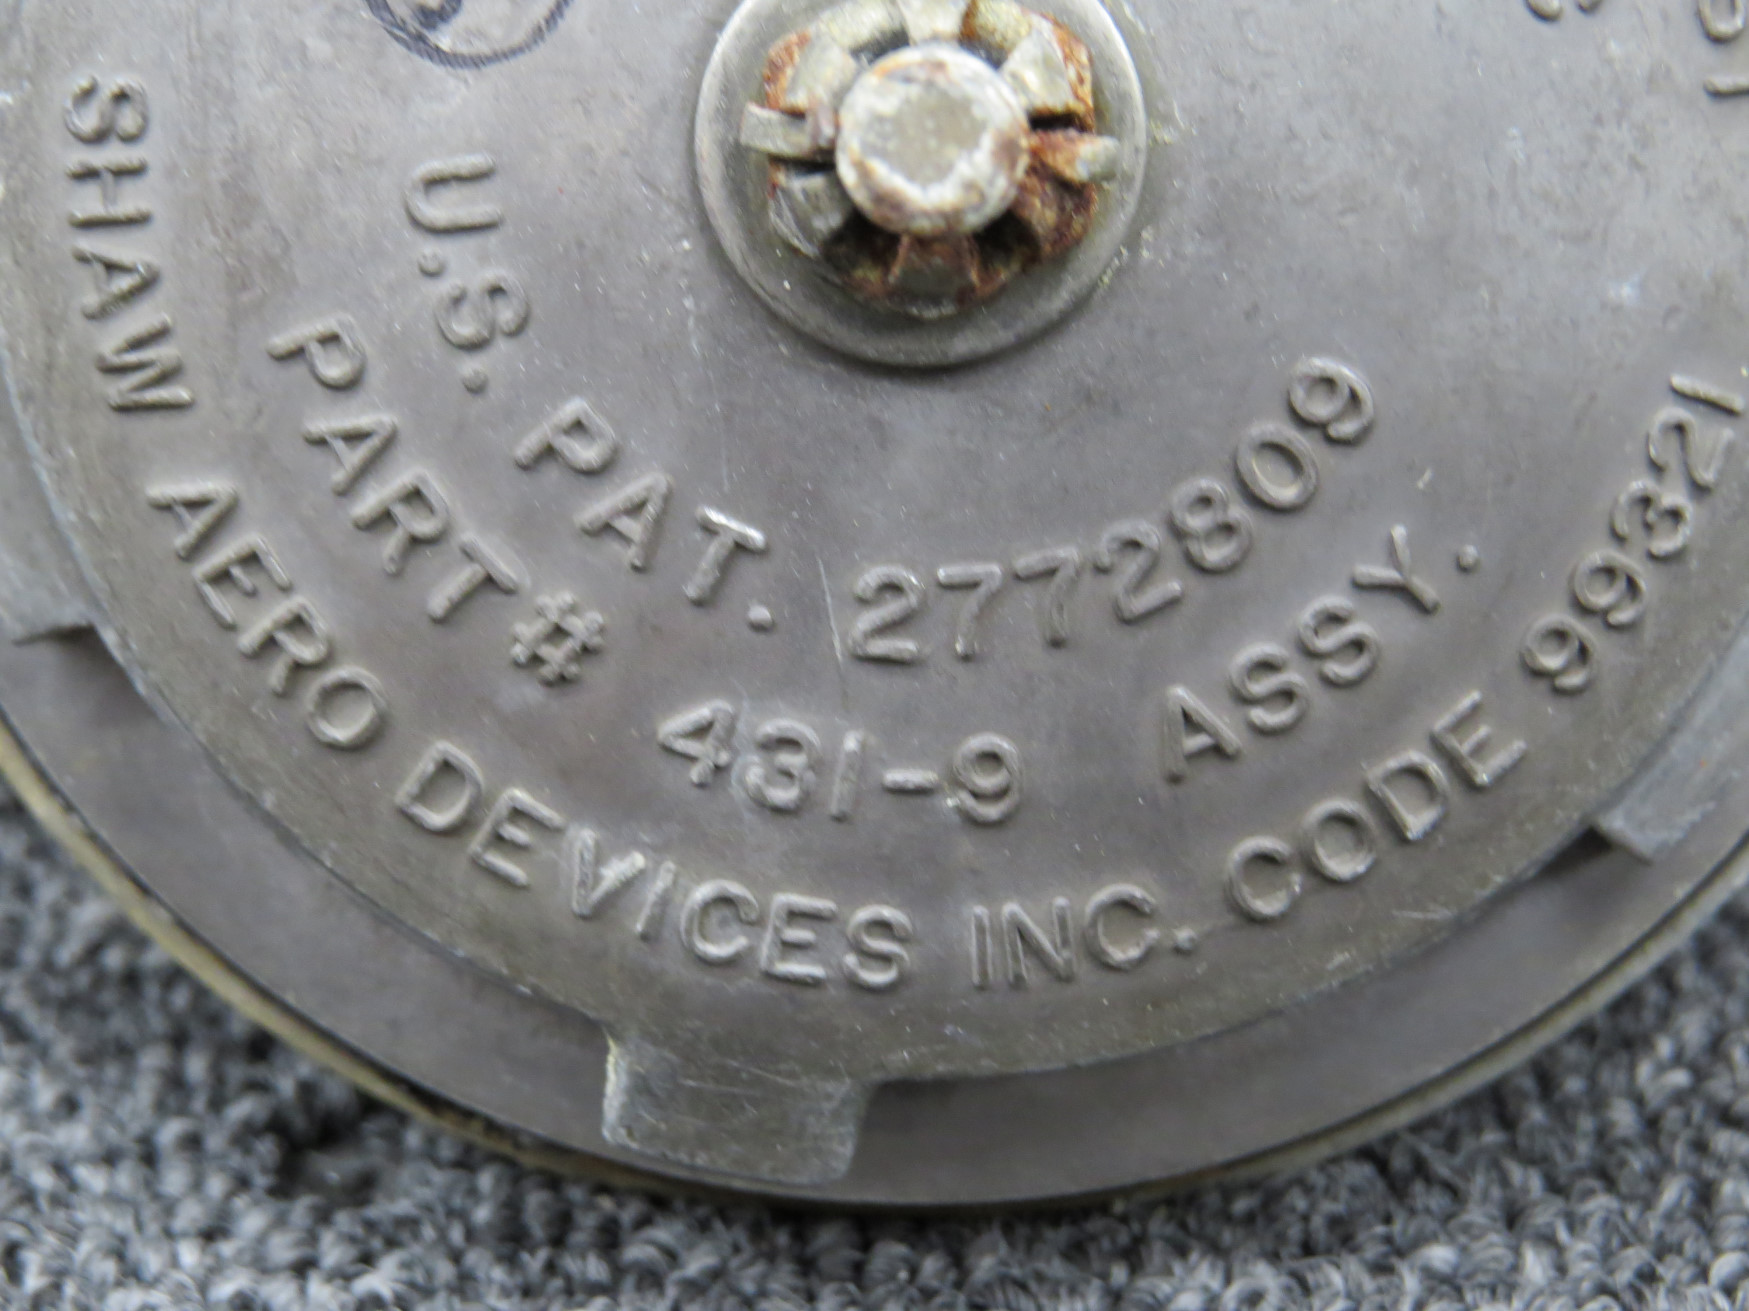 U.S. PAT. 2772809
PART# 431-9 ASSY.
SHAW AERO DEVICES INC. CODE 99321